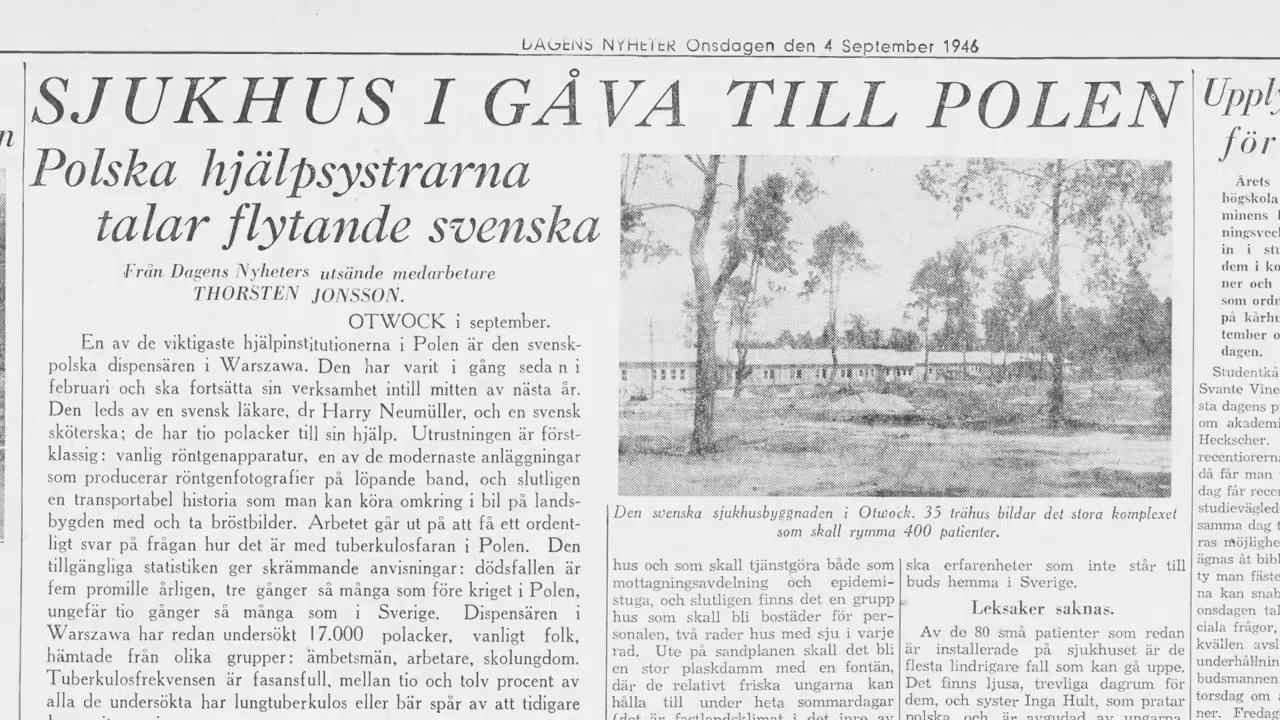 DAGENS NYHETER Onsdagen den 4 September 1946
n
SJUKHUS I GÅVA TILL POLEN
Polska hjälpsystrarna
talar flytande svenska
Från Dagens Nyheters utsände medarbetare
THORSTEN JONSSON.
OTWOCK i september.
En av de viktigaste hjälpinstitutionerna i Polen är den svensk-
polska dispensären i Warszawa. Den har varit i gång sedan i
februari och ska fortsätta sin verksamhet intill mitten av nästa år.
Den leds av en svensk läkare, dr Harry Neumüller, och en svensk
sköterska; de har tio polacker till sin hjälp. Utrustningen är först-
klassig: vanlig röntgenapparatur, en av de modernaste anläggningar
som producerar röntgenfotografier på löpande band, och slutligen
en transportabel historia som man kan köra omkring i bil på lands-
bygden med och ta bröstbilder. Arbetet går ut på att få ett ordent-
ligt svar på frågan hur det är med tuberkulosfaran i Polen. Den
tillgängliga statistiken ger skrämmande anvisningar: dödsfallen är
fem promille årligen, tre gånger så många som före kriget i Polen,
ungefär tio gånger så många som i Sverige. Dispensären i
Warszawa har redan undersökt 17.000 polacker, vanligt folk,
hämtade från olika grupper: ämbetsmän, arbetare, skolungdom.
Tuberkulosfrekvensen är fasansfull, mellan tio och tolv procent av
alla de undersökta har lungtuberkulos eller bär spår av att tidigare
Den svenska sjukhusbyggnaden i Otwock. 35 trähus bildar det stora komplexet
som skall rymma 400 patienter.
hus och som skall tjänstgöra både som
mottagningsavdelning och epidemi-
stuga, och slutligen finns det en grupp
hus som skall bli bostäder för per-
sonalen, två rader hus med sju i varje
rad. Ute på sandplanen skall det bli
en stor plaskdamm med en fontän,
där de relativt friska ungarna kan
hålla till under heta sommardagar
(det är fastlandsklimat i det inre av
ska erfarenheter som inte står till
buds hemma i Sverige.
Leksaker saknas.
Av de 80 små patienter som redan
är installerade på sjukhuset är de
flesta lindrigare fall som kan gå uppe.
Det finns ljusa, trevliga dagrum för
dem, och syster Inga Hult, som pratar
polska och är avgudad av ungarna
Uppl
för
Årets
högskola
minens
ningsvec
in i stu
dem i ko
ner och
som ordn
på kårhu
tember o
dagen.
Studentkå
Svante Vine
sta dagens p
om akademi
Heckscher.
recentiorerna
då får man
dag får rece
studievägled
samma dag t
ras möjlighe
ägnas åt bibl
ty man fäste
na kan snab
onsdagen tal
ciala frågor,
kvällen avsl
underhållnin
budsmannen
torsdag om
ner. Fredag